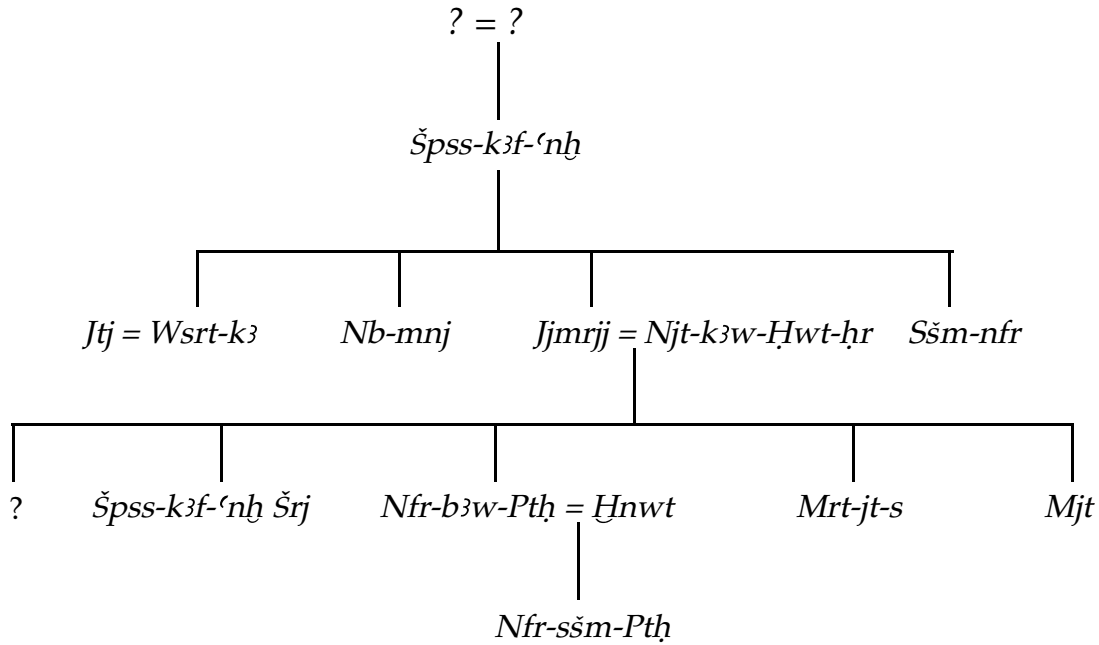 ? = ?
Špss-kꜣf-ꜥnḫ
Jtj = Wsrt-kꜣ Nb-mnj Jjmrjj = Njt-kꜣw-Ḥwt-ḥr Sšm-nfr
? Špss-kꜣf-ꜥnḫ Šrj Nfr-bꜣw-Ptḥ = Ḫnwt Mrt-jt-s Mjt
Nfr-sšm-Ptḥ